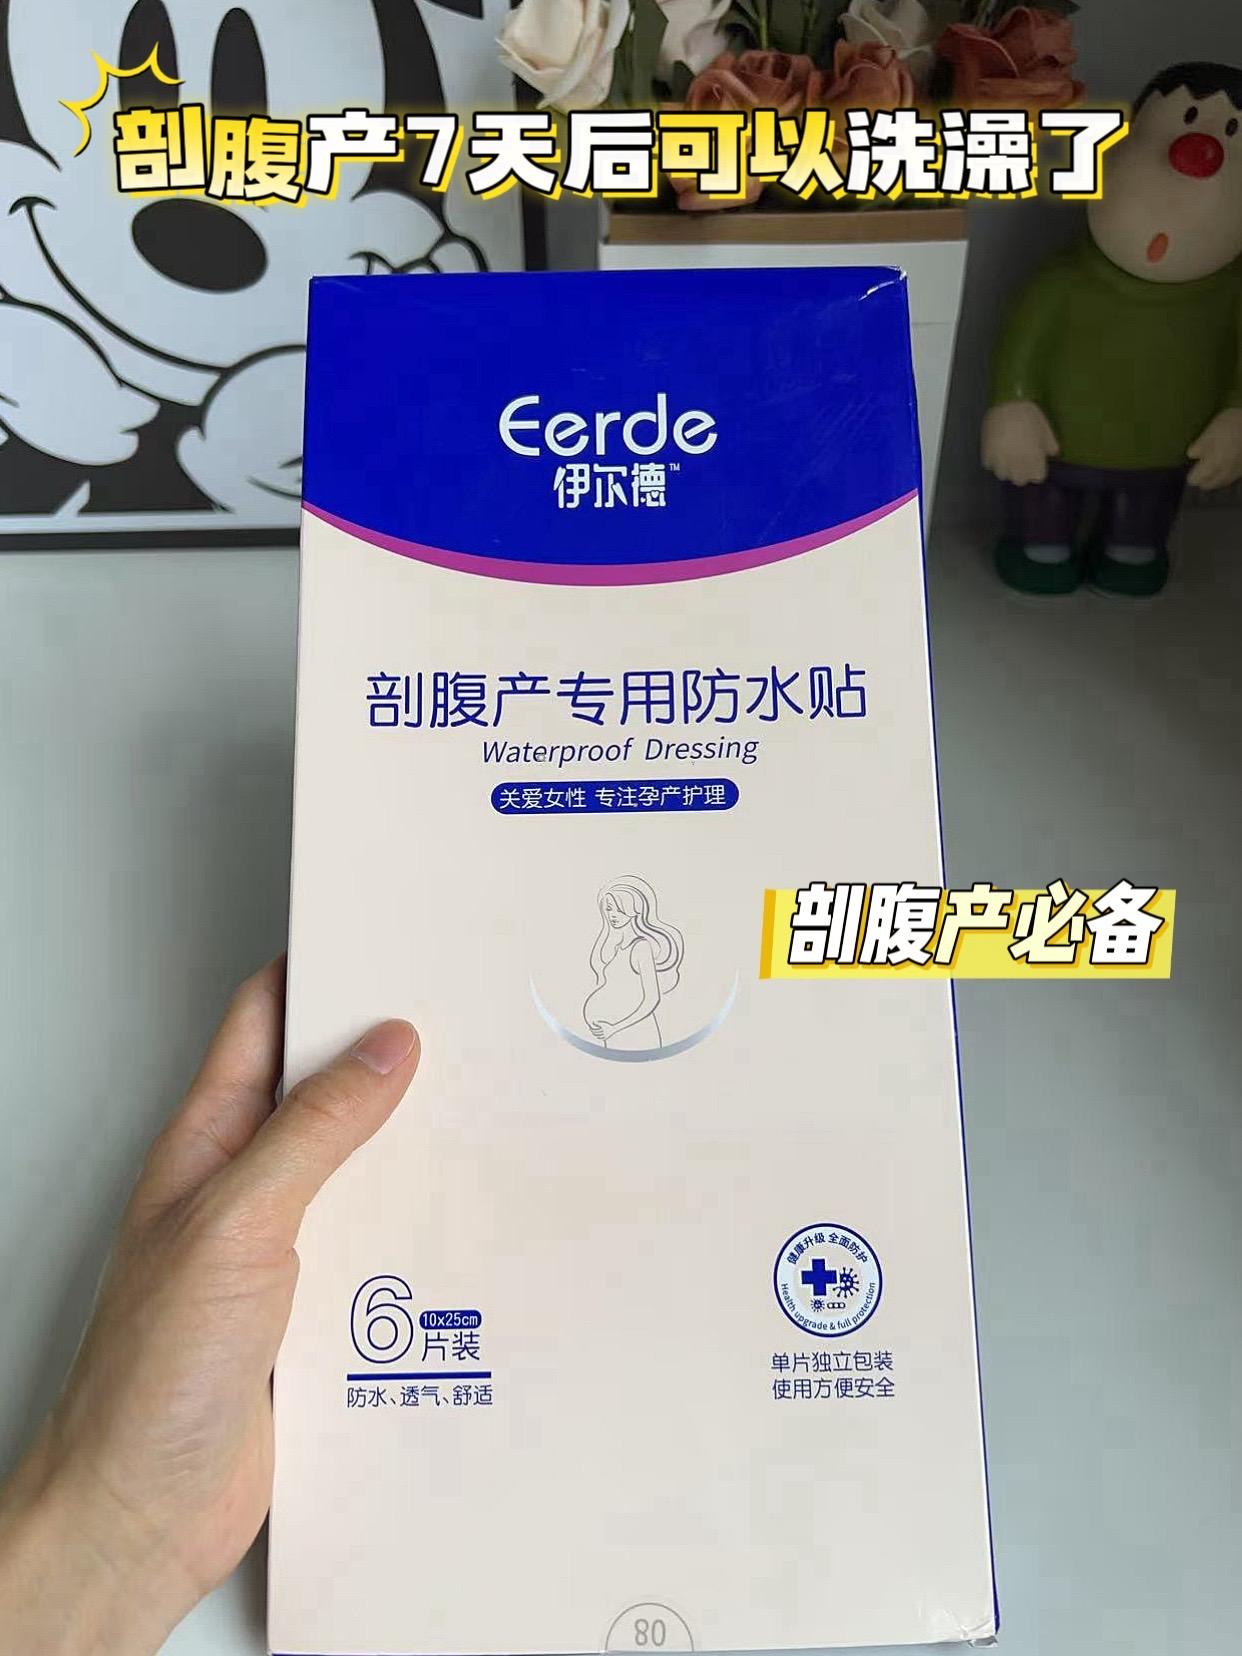 剖腹产7天后可以洗澡了
Eerde
伊尔德™
剖腹产专用防水贴
Waterproof Dressing
关爱女性 专注孕产护理
剖腹产必备
健康升级 全面防护
Health upgrade & full protection
6片装
10x25cm
防水、透气、舒适
单片独立包装
使用方便安全
80